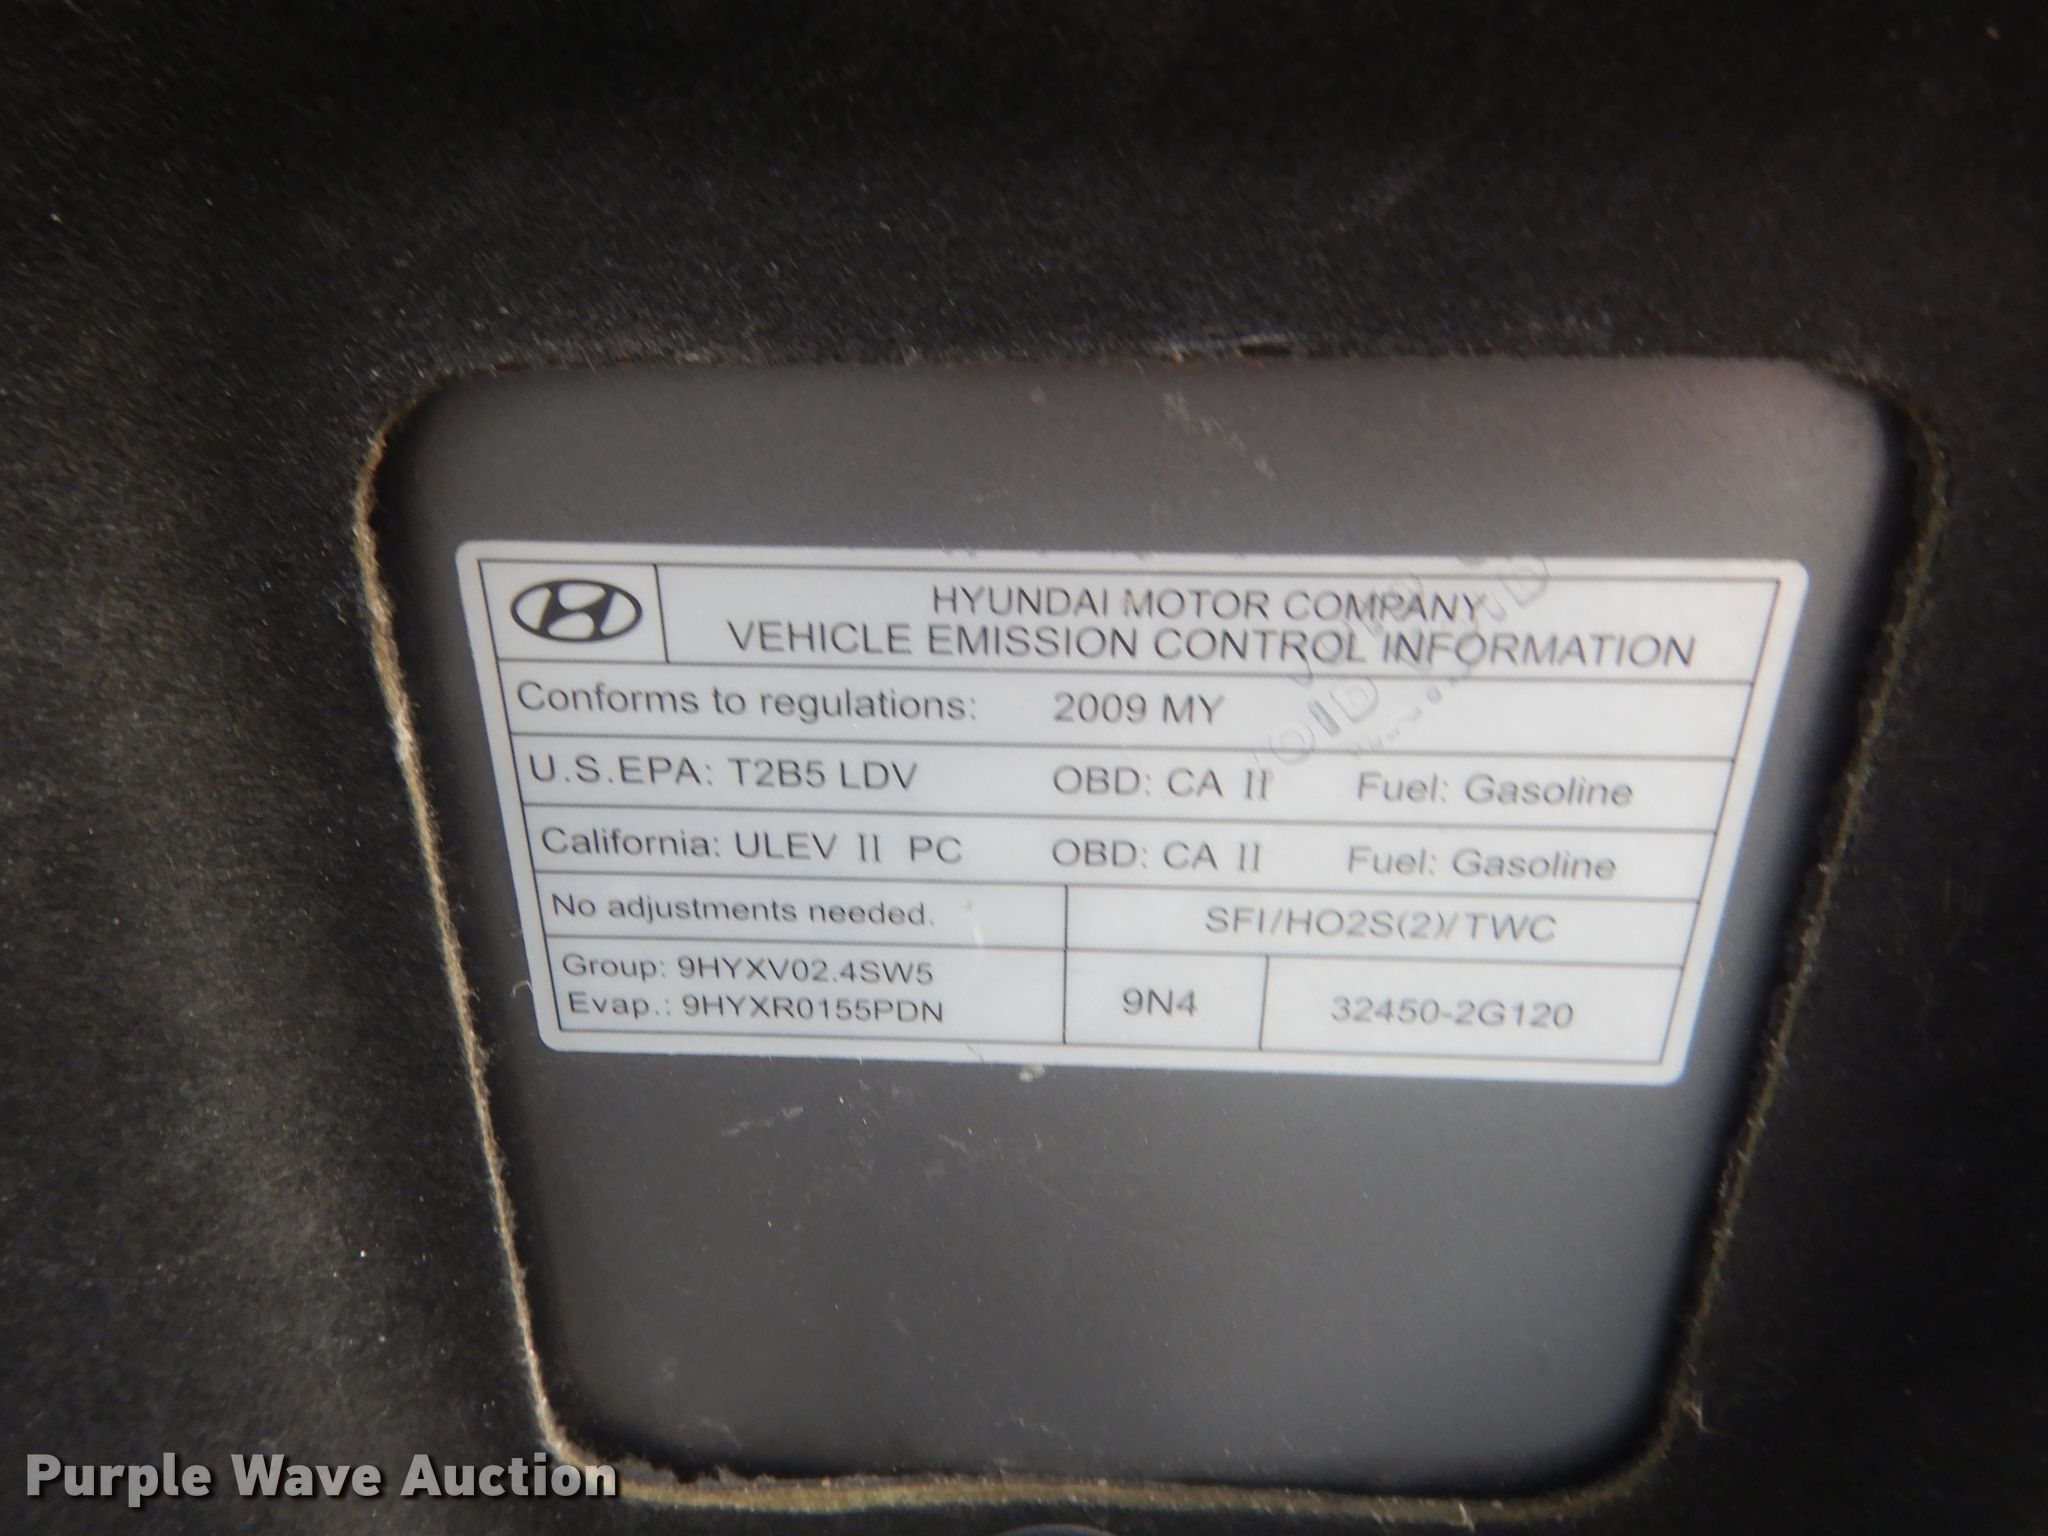 HYUNDAI MOTOR COMPANY
VEHICLE EMISSION CONTROL INFORMATION
Conforms to regulations: 2009 MY
U.S.EPA: T2B5 LDV OBD: CA II Fuel: Gasoline
California: ULEV II PC OBD: CA II Fuel: Gasoline
No adjustments needed. SFI/HO2S(2)/TWC
Group: 9HYXV02.4SW5
Evap.: 9HYXR0155PDN
9N4 32450-2G120
Purple Wave Auction